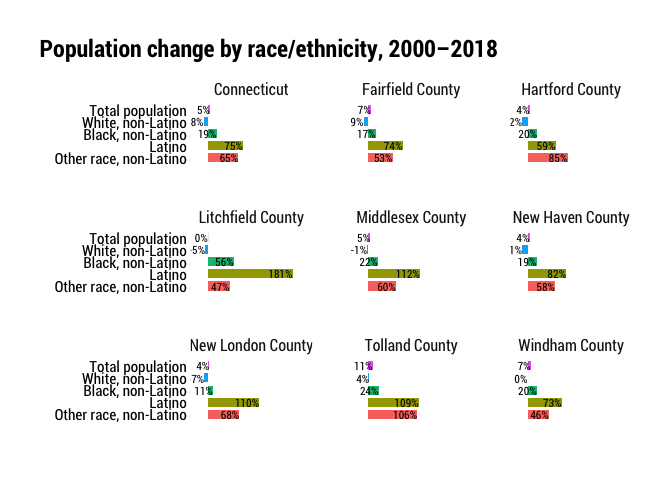 Population change by race/ethnicity, 2000–2018
Connecticut
Total population 5%
White, non-Latino 8%
Black, non-Latino 19%
Latino 75%
Other race, non-Latino 65%
Fairfield County
7%
9%
17%
74%
53%
Hartford County
4%
2%
20%
59%
85%
Litchfield County
Total population 0%
White, non-Latino -5%
Black, non-Latino 56%
Latino 181%
Other race, non-Latino 47%
Middlesex County
5%
-1%
22%
112%
60%
New Haven County
4%
1%
19%
82%
58%
New London County
Total population 4%
White, non-Latino 7%
Black, non-Latino 11%
Latino 110%
Other race, non-Latino 68%
Tolland County
11%
4%
24%
109%
106%
Windham County
7%
0%
20%
73%
46%